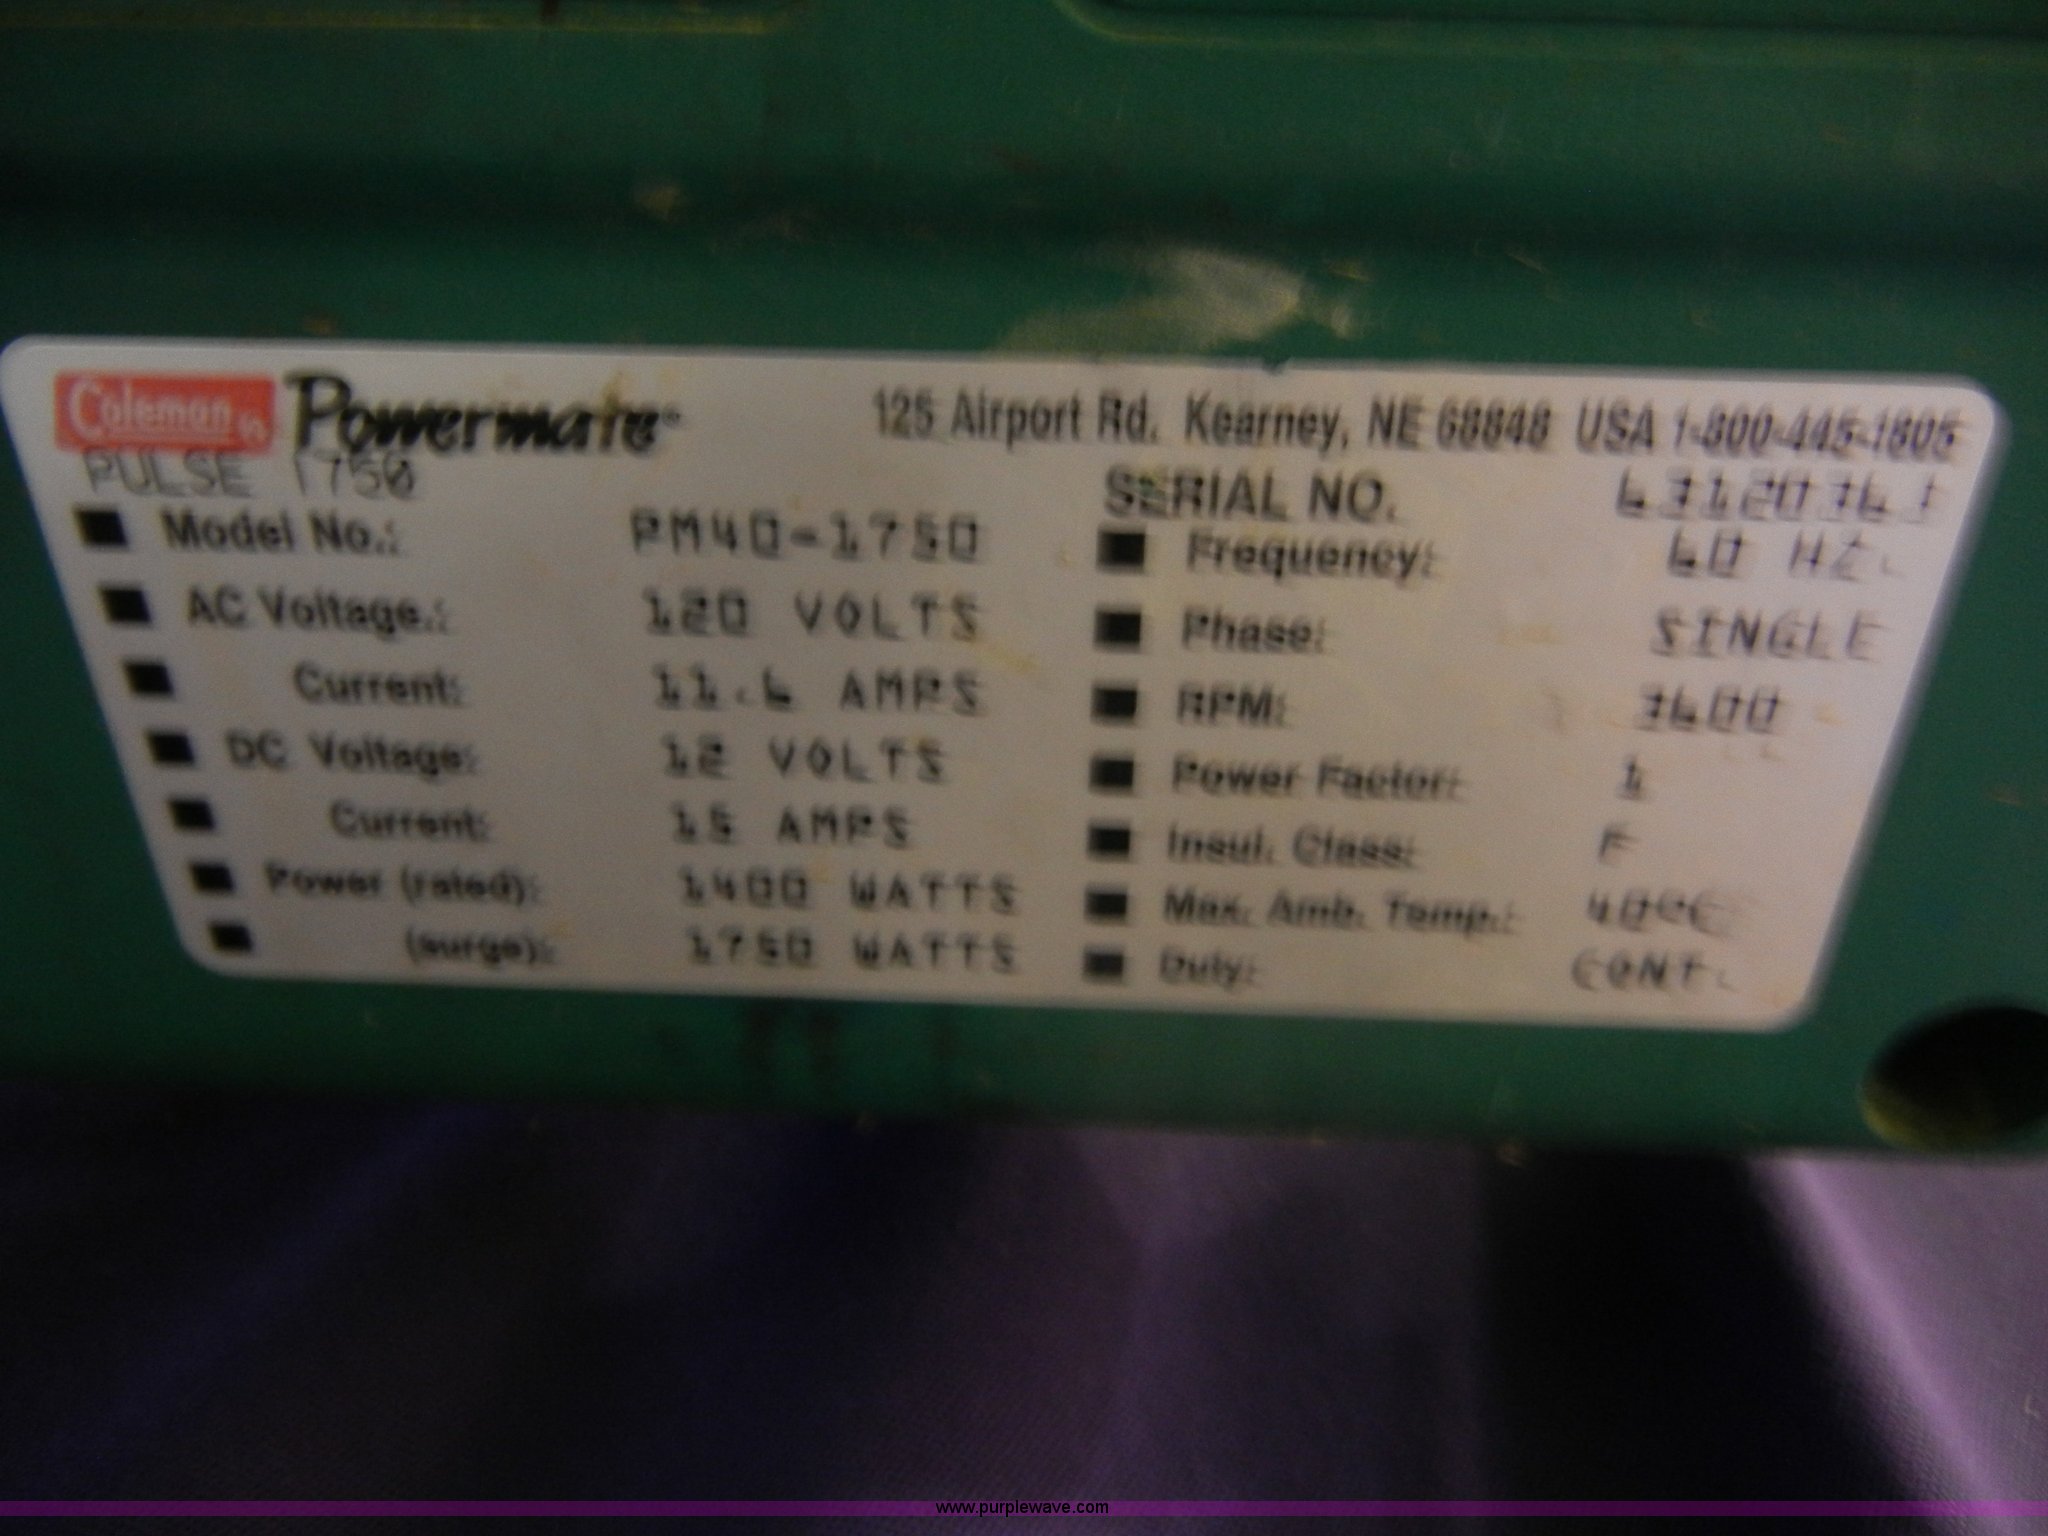 Coleman Powermate® 125 Airport Rd. Kearney, NE 68848 USA 1-800-445-1805
PULSE 1750
SERIAL NO. 63120363
Model No.: PM40-1750
Frequency: 60 HZ.
AC Voltage.: 120 VOLTS
Phase: SINGLE
Current: 11.6 AMPS
RPM: 3600
DC Voltage: 12 VOLTS
Power Factor: 1
Current: 15 AMPS
Insul. Class: F
Power (rated): 1400 WATTS
Max. Amb. Temp.: 40°C
(surge): 1750 WATTS
Duty: CONT.
www.purplewave.com